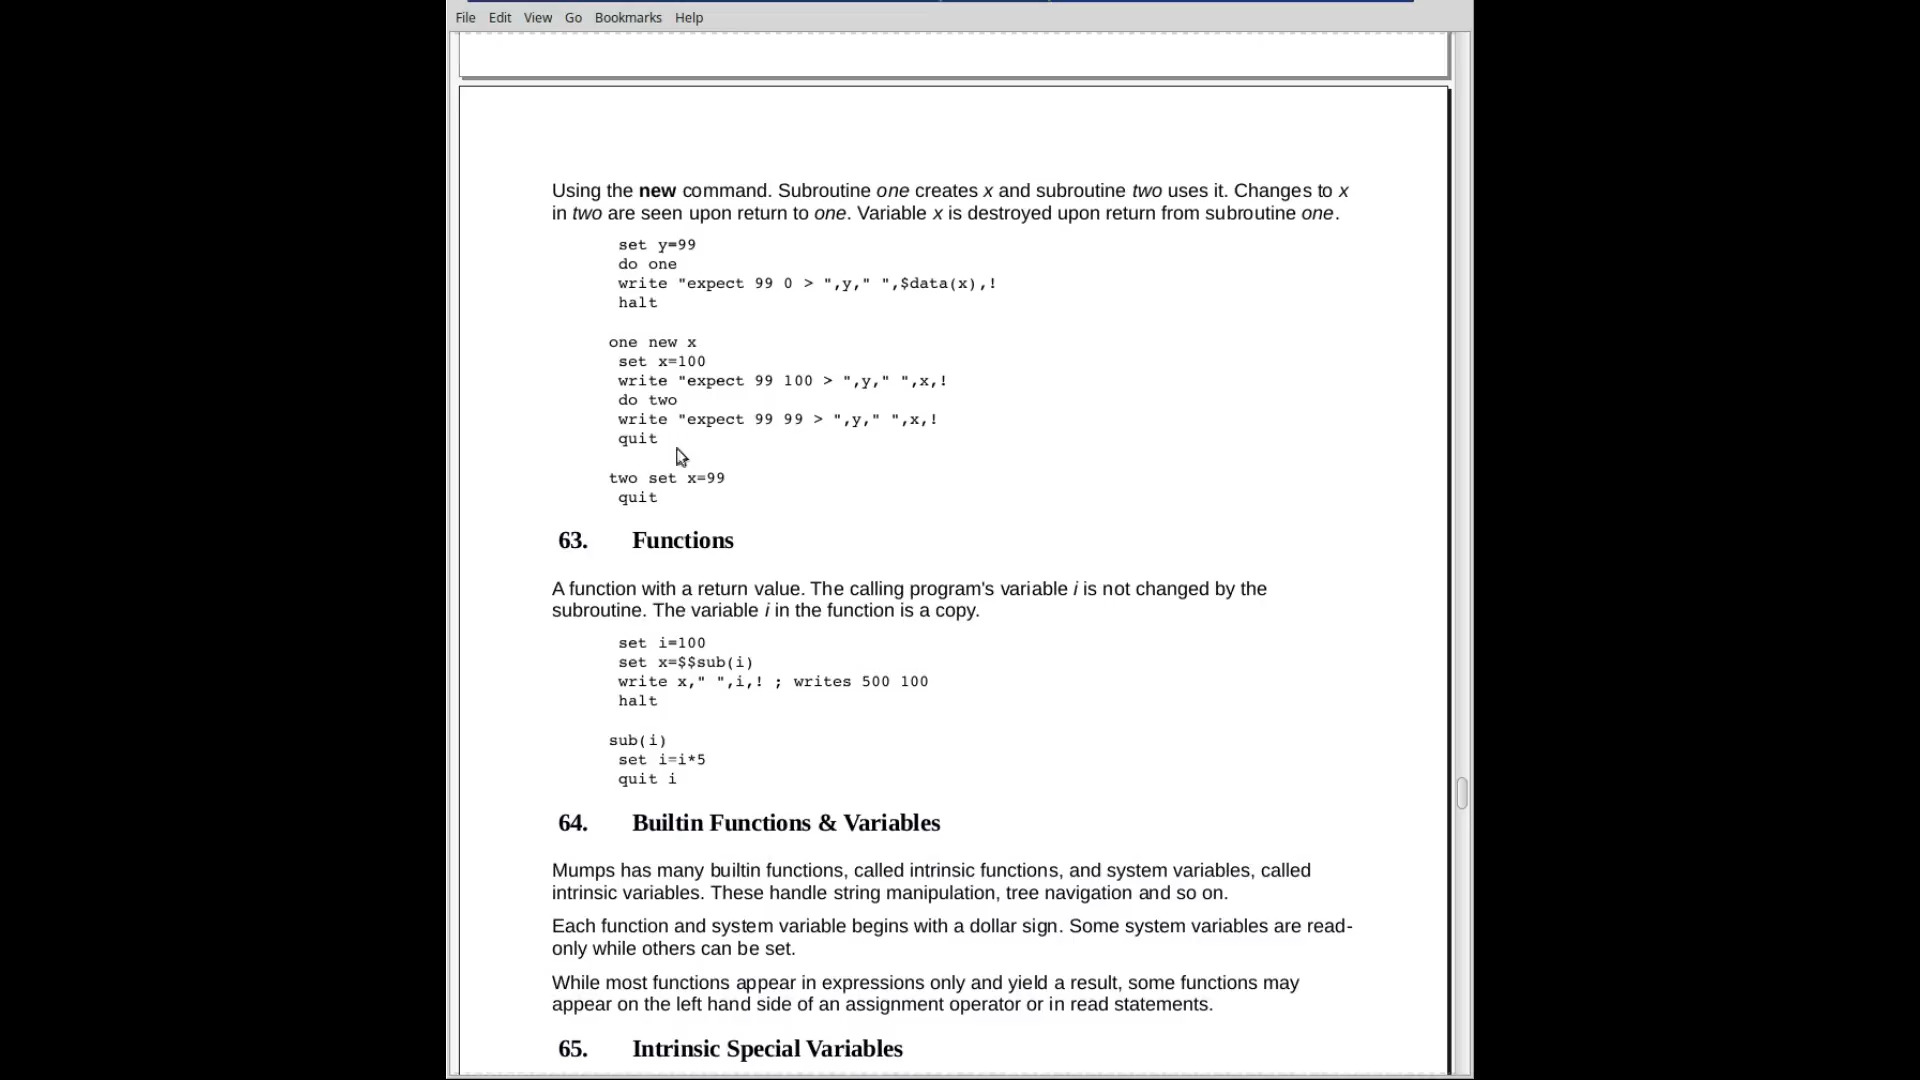 File Edit View Go Bookmarks Help
Using the new command. Subroutine one creates x and subroutine two uses it. Changes to x
in two are seen upon return to one. Variable x is destroyed upon return from subroutine one.
set y=99
do one
write "expect 99 0 > ",y," ",$data(x),!
halt
one new x
set x=100
write "expect 99 100 > ",y," ",x,!
do two
write "expect 99 99 > ",y," ",x,!
quit
two set x=99
quit
63. Functions
A function with a return value. The calling program's variable i is not changed by the
subroutine. The variable i in the function is a copy.
set i=100
set x=$$sub(i)
write x," ",i,! ; writes 500 100
halt
sub(i)
set i=i*5
quit i
64. Builtin Functions & Variables
Mumps has many builtin functions, called intrinsic functions, and system variables, called
intrinsic variables. These handle string manipulation, tree navigation and so on.
Each function and system variable begins with a dollar sign. Some system variables are read-
only while others can be set.
While most functions appear in expressions only and yield a result, some functions may
appear on the left hand side of an assignment operator or in read statements.
65. Intrinsic Special Variables